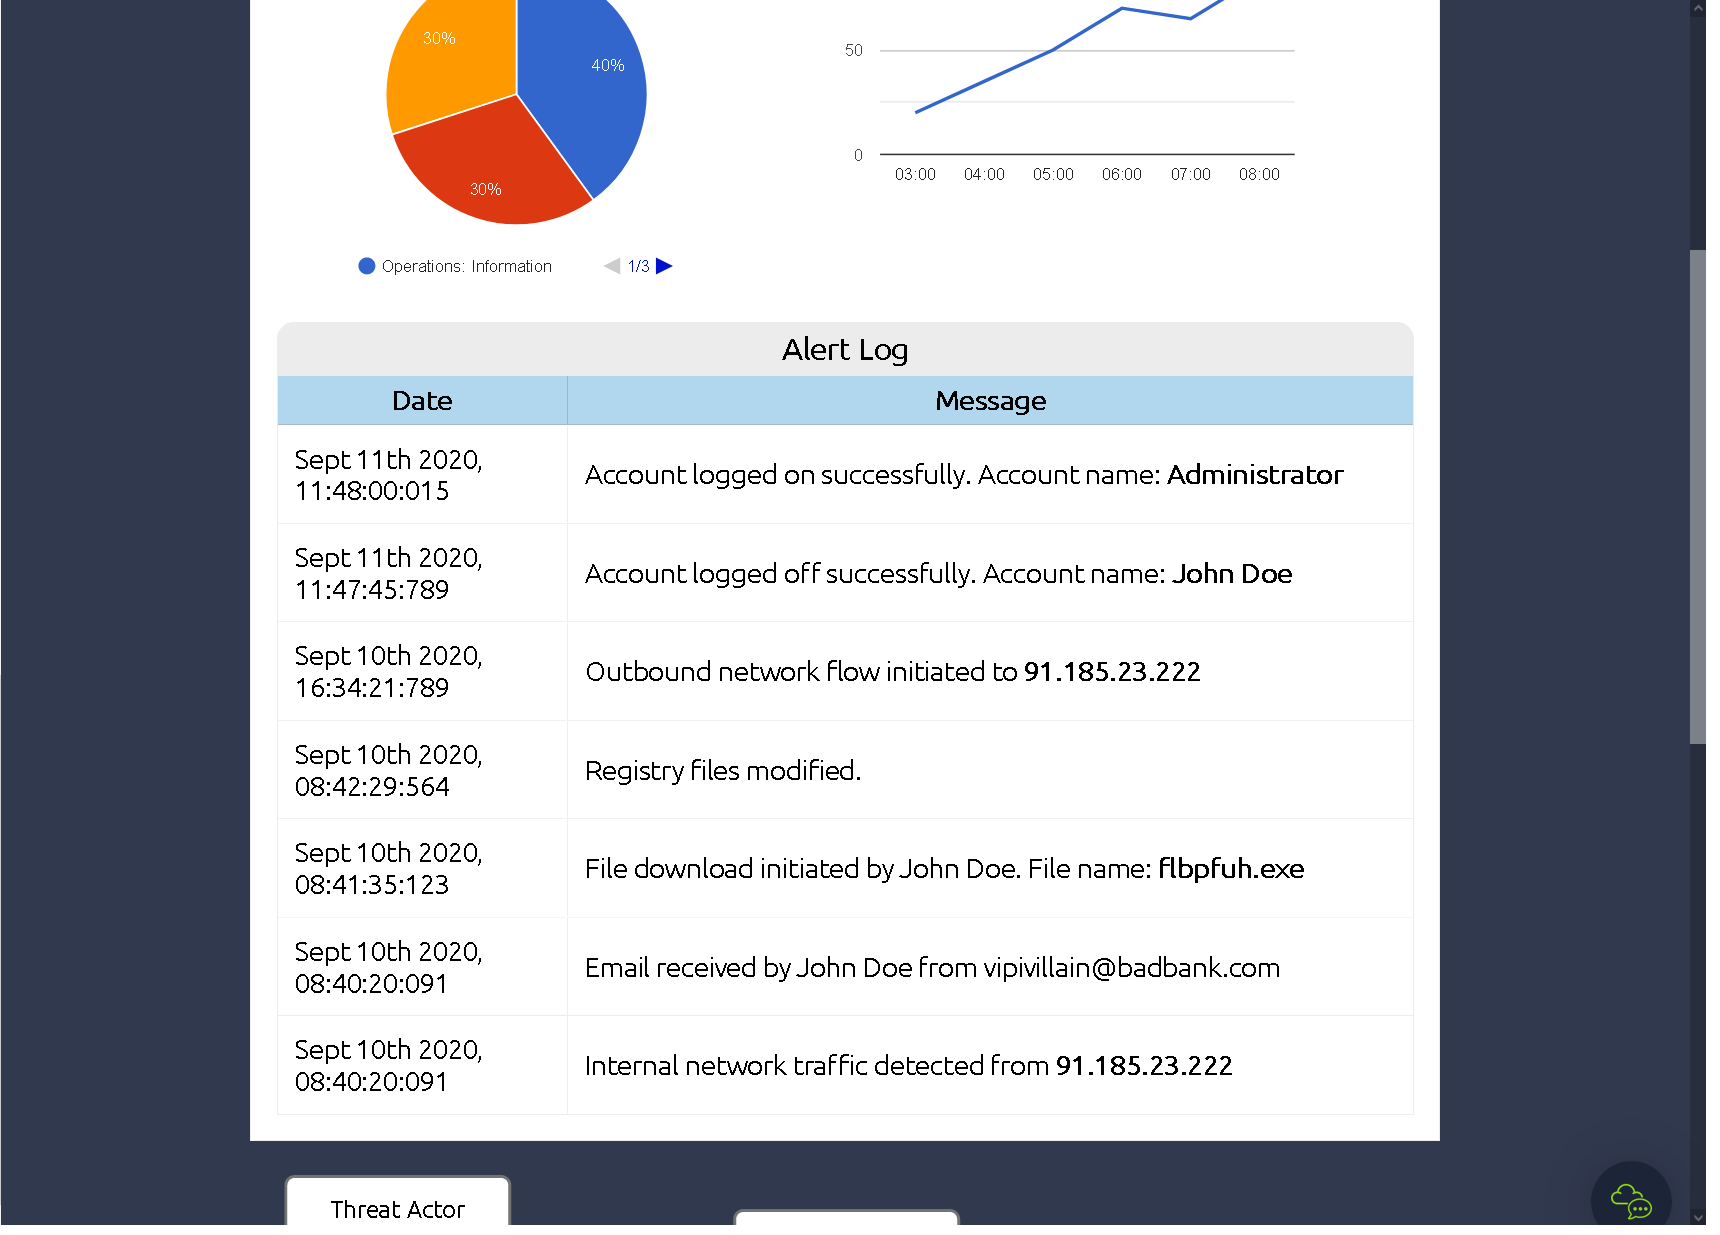 30%
40%
30%
Operations: Information
1/3
50
0
03:00 04:00 05:00 06:00 07:00 08:00
Alert Log
Date Message
Sept 11th 2020,
11:48:00:015
Account logged on successfully. Account name: Administrator
Sept 11th 2020,
11:47:45:789
Account logged off successfully. Account name: John Doe
Sept 10th 2020,
16:34:21:789
Outbound network flow initiated to 91.185.23.222
Sept 10th 2020,
08:42:29:564
Registry files modified.
Sept 10th 2020,
08:41:35:123
File download initiated by John Doe. File name: flbpfuh.exe
Sept 10th 2020,
08:40:20:091
Email received by John Doe from vipivillain@badbank.com
Sept 10th 2020,
08:40:20:091
Internal network traffic detected from 91.185.23.222
Threat Actor